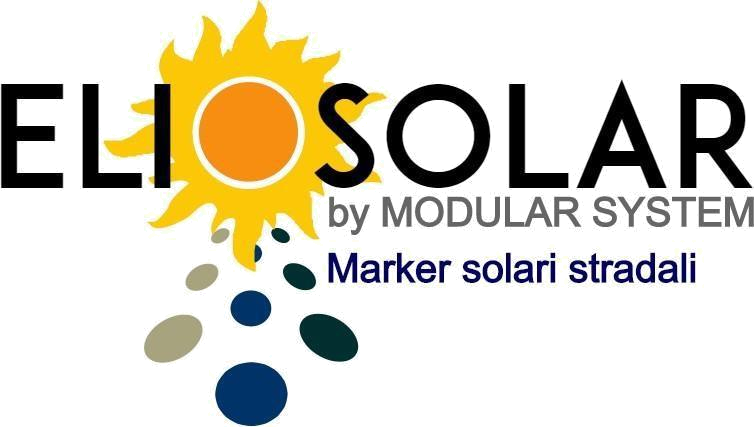 ELIOSOLAR
by MODULAR SYSTEM
Marker solari stradali